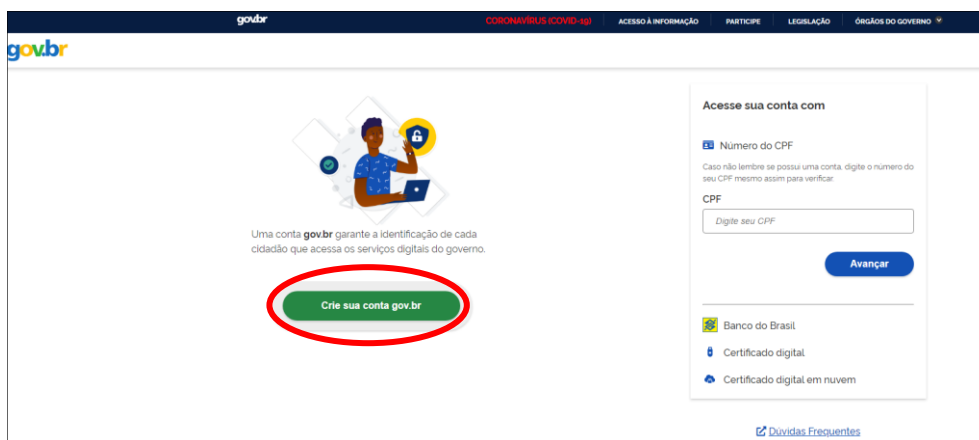 gov.br
CORONAVÍRUS (COVID-19)
ACESSO À INFORMAÇÃO
PARTICIPE
LEGISLAÇÃO
ÓRGÃOS DO GOVERNO
gov.br
Uma conta gov.br garante a identificação de cada
cidadão que acessa os serviços digitais do governo.
Crie sua conta gov.br
Acesse sua conta com
Número do CPF
Caso não lembre se possui uma conta, digite o número do
seu CPF mesmo assim para verificar.
CPF
Digite seu CPF
Avançar
Banco do Brasil
Certificado digital
Certificado digital em nuvem
Dúvidas Frequentes